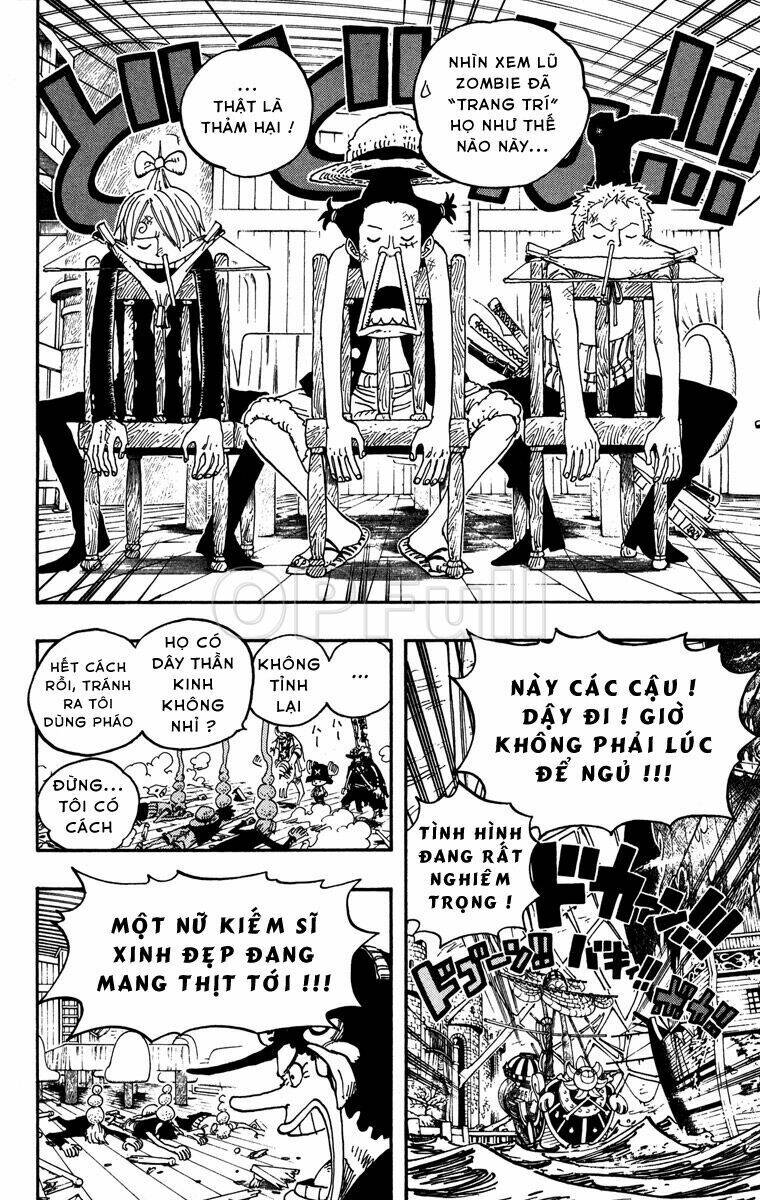 NHÌN XEM LŨ
ZOMBIE ĐÃ
“TRANG TRÍ“
HỌ NHƯ THẾ
NÀO NÀY...
...
THẬT LÀ
THẢM HẠI !
OPFull
...
KHÔNG
TỈNH
LẠI
HỌ CÓ
DÂY THẦN
KINH
KHÔNG
NHỈ ?
HẾT CÁCH
RỒI, TRÁNH
RA TÔI
DÙNG PHÁO
ĐỪNG...
TÔI CÓ
CÁCH
NÀY CÁC CẬU !
DẬY ĐI ! GIỜ
KHÔNG PHẢI LÚC
ĐỂ NGỦ !!!
TÌNH HÌNH
ĐANG RẤT
NGHIÊM
TRỌNG !
MỘT NỮ KIẾM SĨ
XINH ĐẸP ĐANG
MANG THỊT TỚI !!!